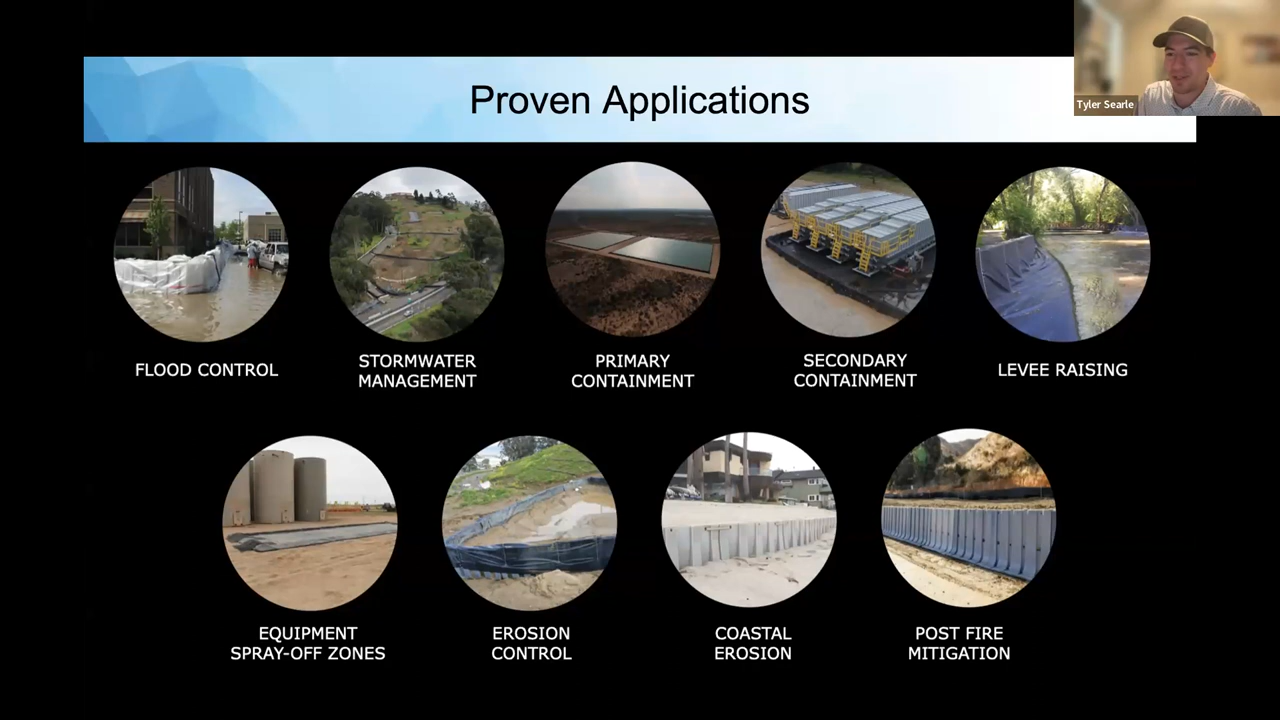 Proven Applications
Tyler Searle
FLOOD CONTROL
STORMWATER
MANAGEMENT
PRIMARY
CONTAINMENT
SECONDARY
CONTAINMENT
LEVEE RAISING
EQUIPMENT
SPRAY-OFF ZONES
EROSION
CONTROL
COASTAL
EROSION
POST FIRE
MITIGATION